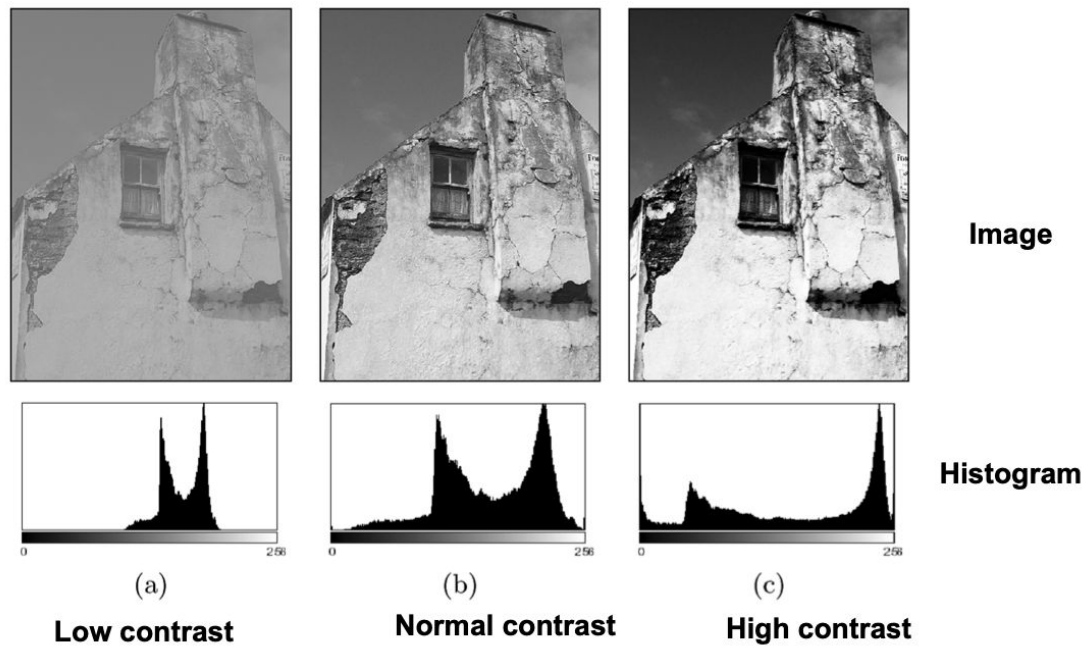 Image
Histogram
0 256
0 256
0 256
(a) (b) (c)
Low contrast Normal contrast High contrast